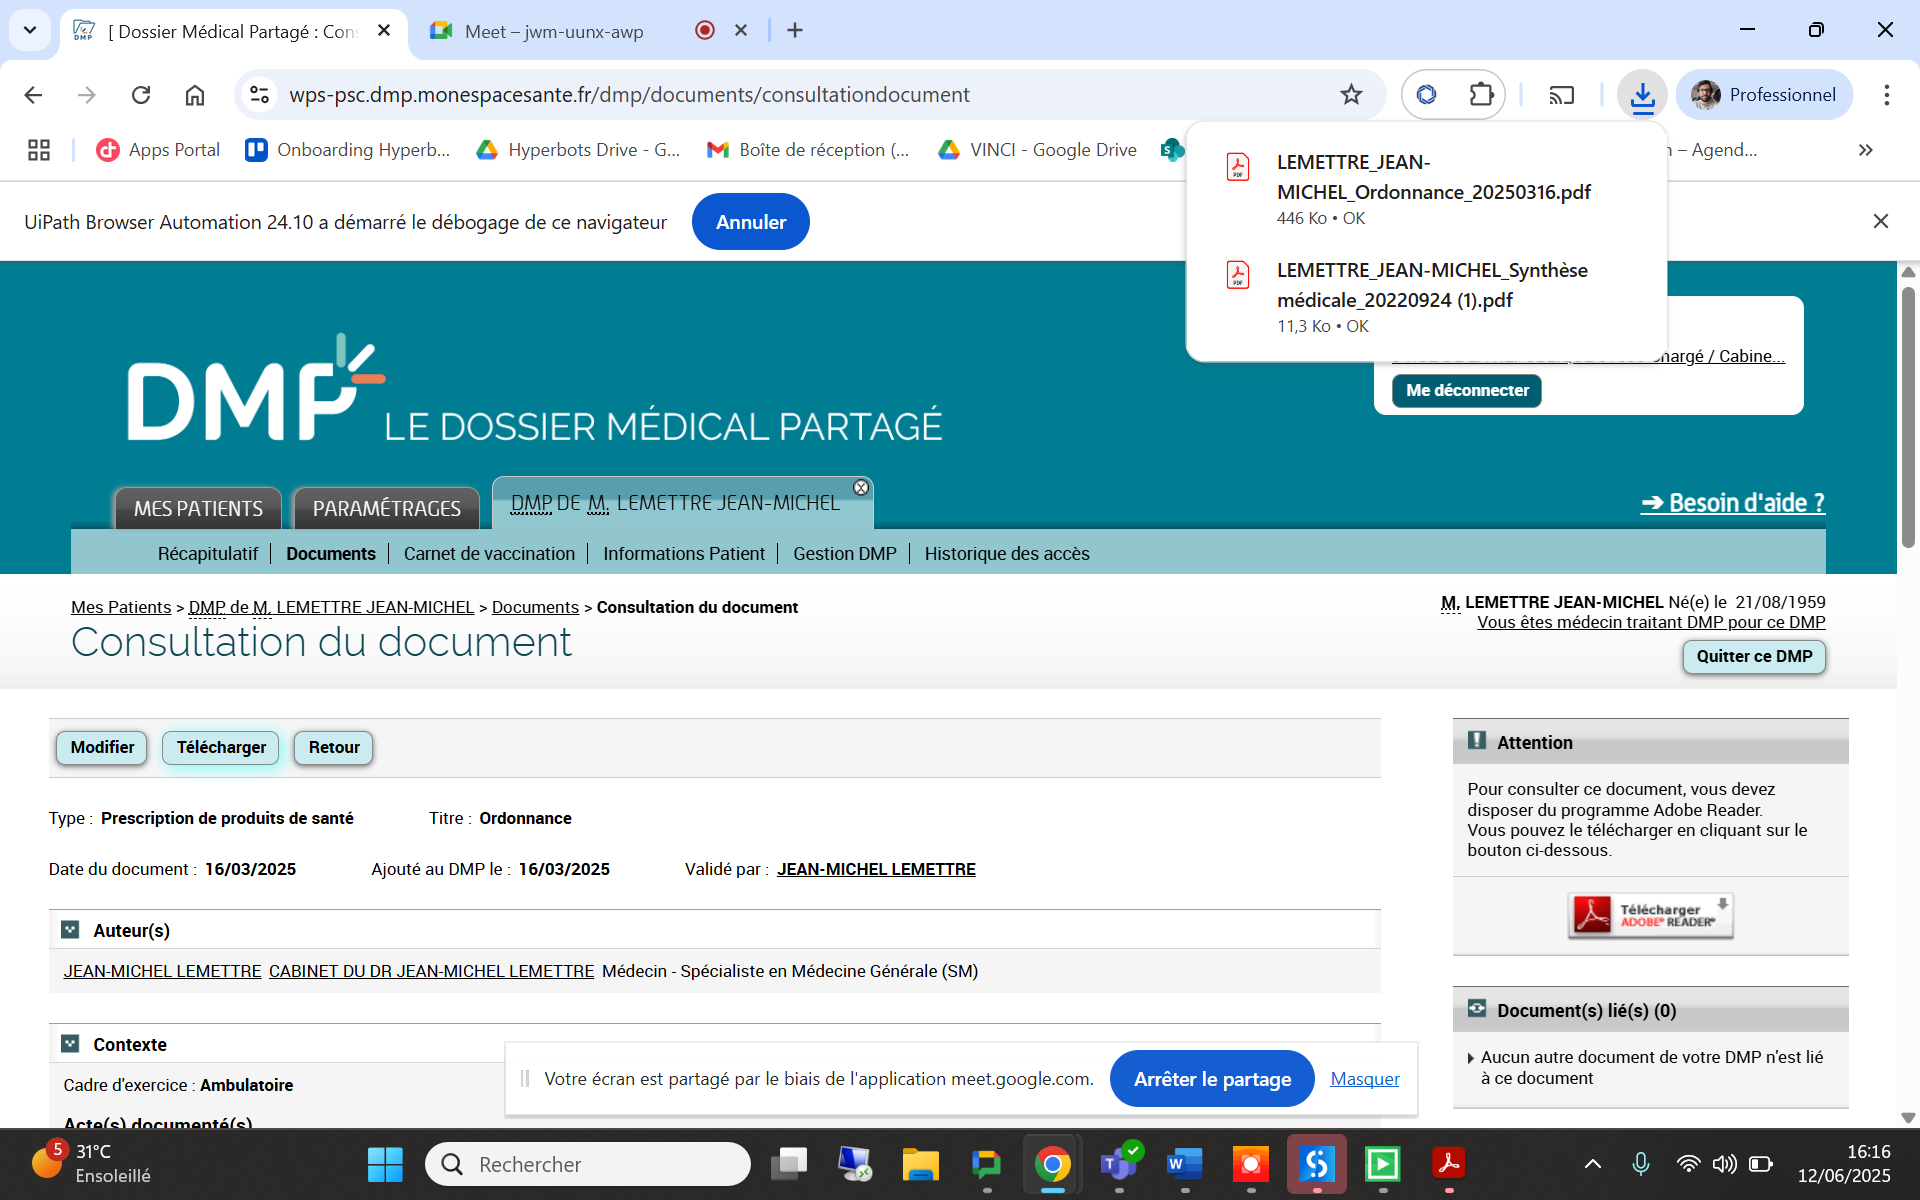 [ Dossier Médical Partagé : Con
Meet – jwm-uunx-awp
wps-psc.dmp.monespacesante.fr/dmp/documents/consultationdocument
Professionnel
Apps Portal
Onboarding Hyperb...
Hyperbots Drive - G...
Boîte de réception (...
VINCI - Google Drive
– Agend...
LEMETTRE_JEAN-
MICHEL_Ordonnance_20250316.pdf
446 Ko • OK
LEMETTRE_JEAN-MICHEL_Synthèse
médicale_20220924 (1).pdf
11,3 Ko • OK
UiPath Browser Automation 24.10 a démarré le débogage de ce navigateur
Annuler
DMP LE DOSSIER MÉDICAL PARTAGÉ
chargé / Cabine...
Me déconnecter
MES PATIENTS
PARAMÉTRAGES
DMP DE M. LEMETTRE JEAN-MICHEL
➔ Besoin d'aide ?
Récapitulatif
Documents
Carnet de vaccination
Informations Patient
Gestion DMP
Historique des accès
Mes Patients > DMP de M. LEMETTRE JEAN-MICHEL > Documents > Consultation du document
Consultation du document
M. LEMETTRE JEAN-MICHEL Né(e) le 21/08/1959
Vous êtes médecin traitant DMP pour ce DMP
Quitter ce DMP
Modifier
Télécharger
Retour
Type : Prescription de produits de santé
Titre : Ordonnance
Date du document : 16/03/2025
Ajouté au DMP le : 16/03/2025
Validé par : JEAN-MICHEL LEMETTRE
Auteur(s)
JEAN-MICHEL LEMETTRE CABINET DU DR JEAN-MICHEL LEMETTRE Médecin - Spécialiste en Médecine Générale (SM)
Contexte
Cadre d'exercice : Ambulatoire
Acte(s) documenté(s)
Attention
Pour consulter ce document, vous devez
disposer du programme Adobe Reader.
Vous pouvez le télécharger en cliquant sur le
bouton ci-dessous.
Télécharger
ADOBE® READER®
Document(s) lié(s) (0)
Aucun autre document de votre DMP n'est lié
à ce document
Votre écran est partagé par le biais de l'application meet.google.com.
Arrêter le partage
Masquer
5
31°C
Ensoleillé
Rechercher
16:16
12/06/2025